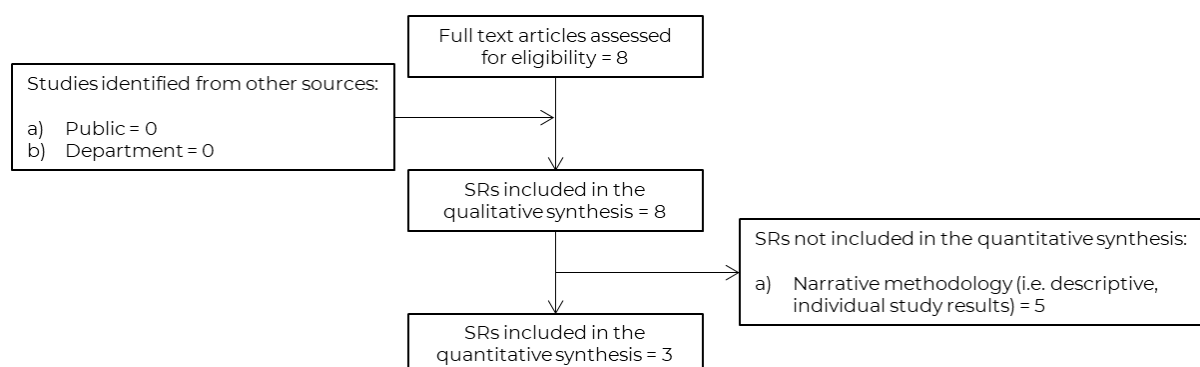 Full text articles assessed
for eligibility = 8
Studies identified from other sources:
a) Public = 0
b) Department = 0
SRs included in the
qualitative synthesis = 8
SRs not included in the quantitative synthesis:
a) Narrative methodology (i.e. descriptive,
individual study results) = 5
SRs included in the
quantitative synthesis = 3